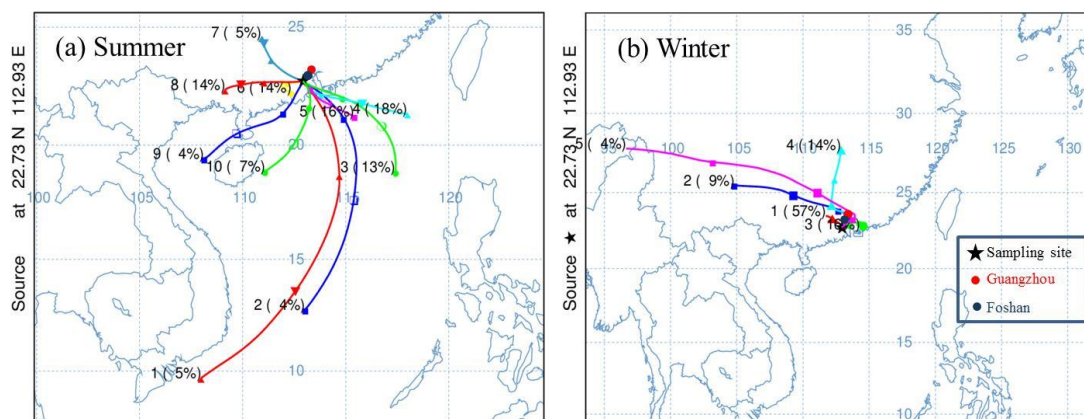 (a) Summer
Source ★ at 22.73 N 112.93 E
7 ( 5%)
8 ( 14%)
6 ( 14%)
5 ( 16%)
4 ( 18%)
9 ( 4%)
10 ( 7%)
3 ( 13%)
2 ( 4%)
1 ( 5%)
25
20
15
10
100
105
110
115
120
(b) Winter
Source ★ at 22.73 N 112.93 E
5 ( 4%)
4 ( 14%)
2 ( 9%)
1 ( 57%)
3 (
35
30
25
20
15
10
100
105
110
115
120
125
130
Sampling site
Guangzhou
Foshan